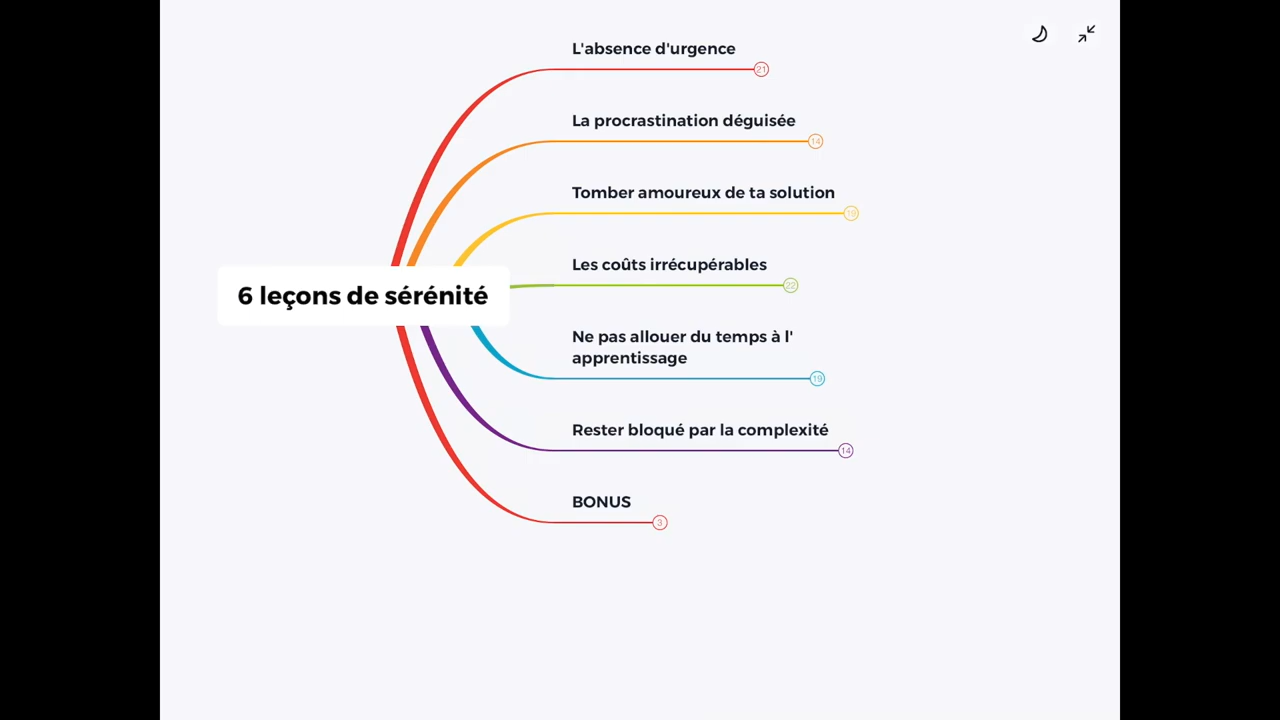 L'absence d'urgence
21
La procrastination déguisée
14
Tomber amoureux de ta solution
19
Les coûts irrécupérables
22
6 leçons de sérénité
Ne pas allouer du temps à l'
apprentissage
19
Rester bloqué par la complexité
14
BONUS
3